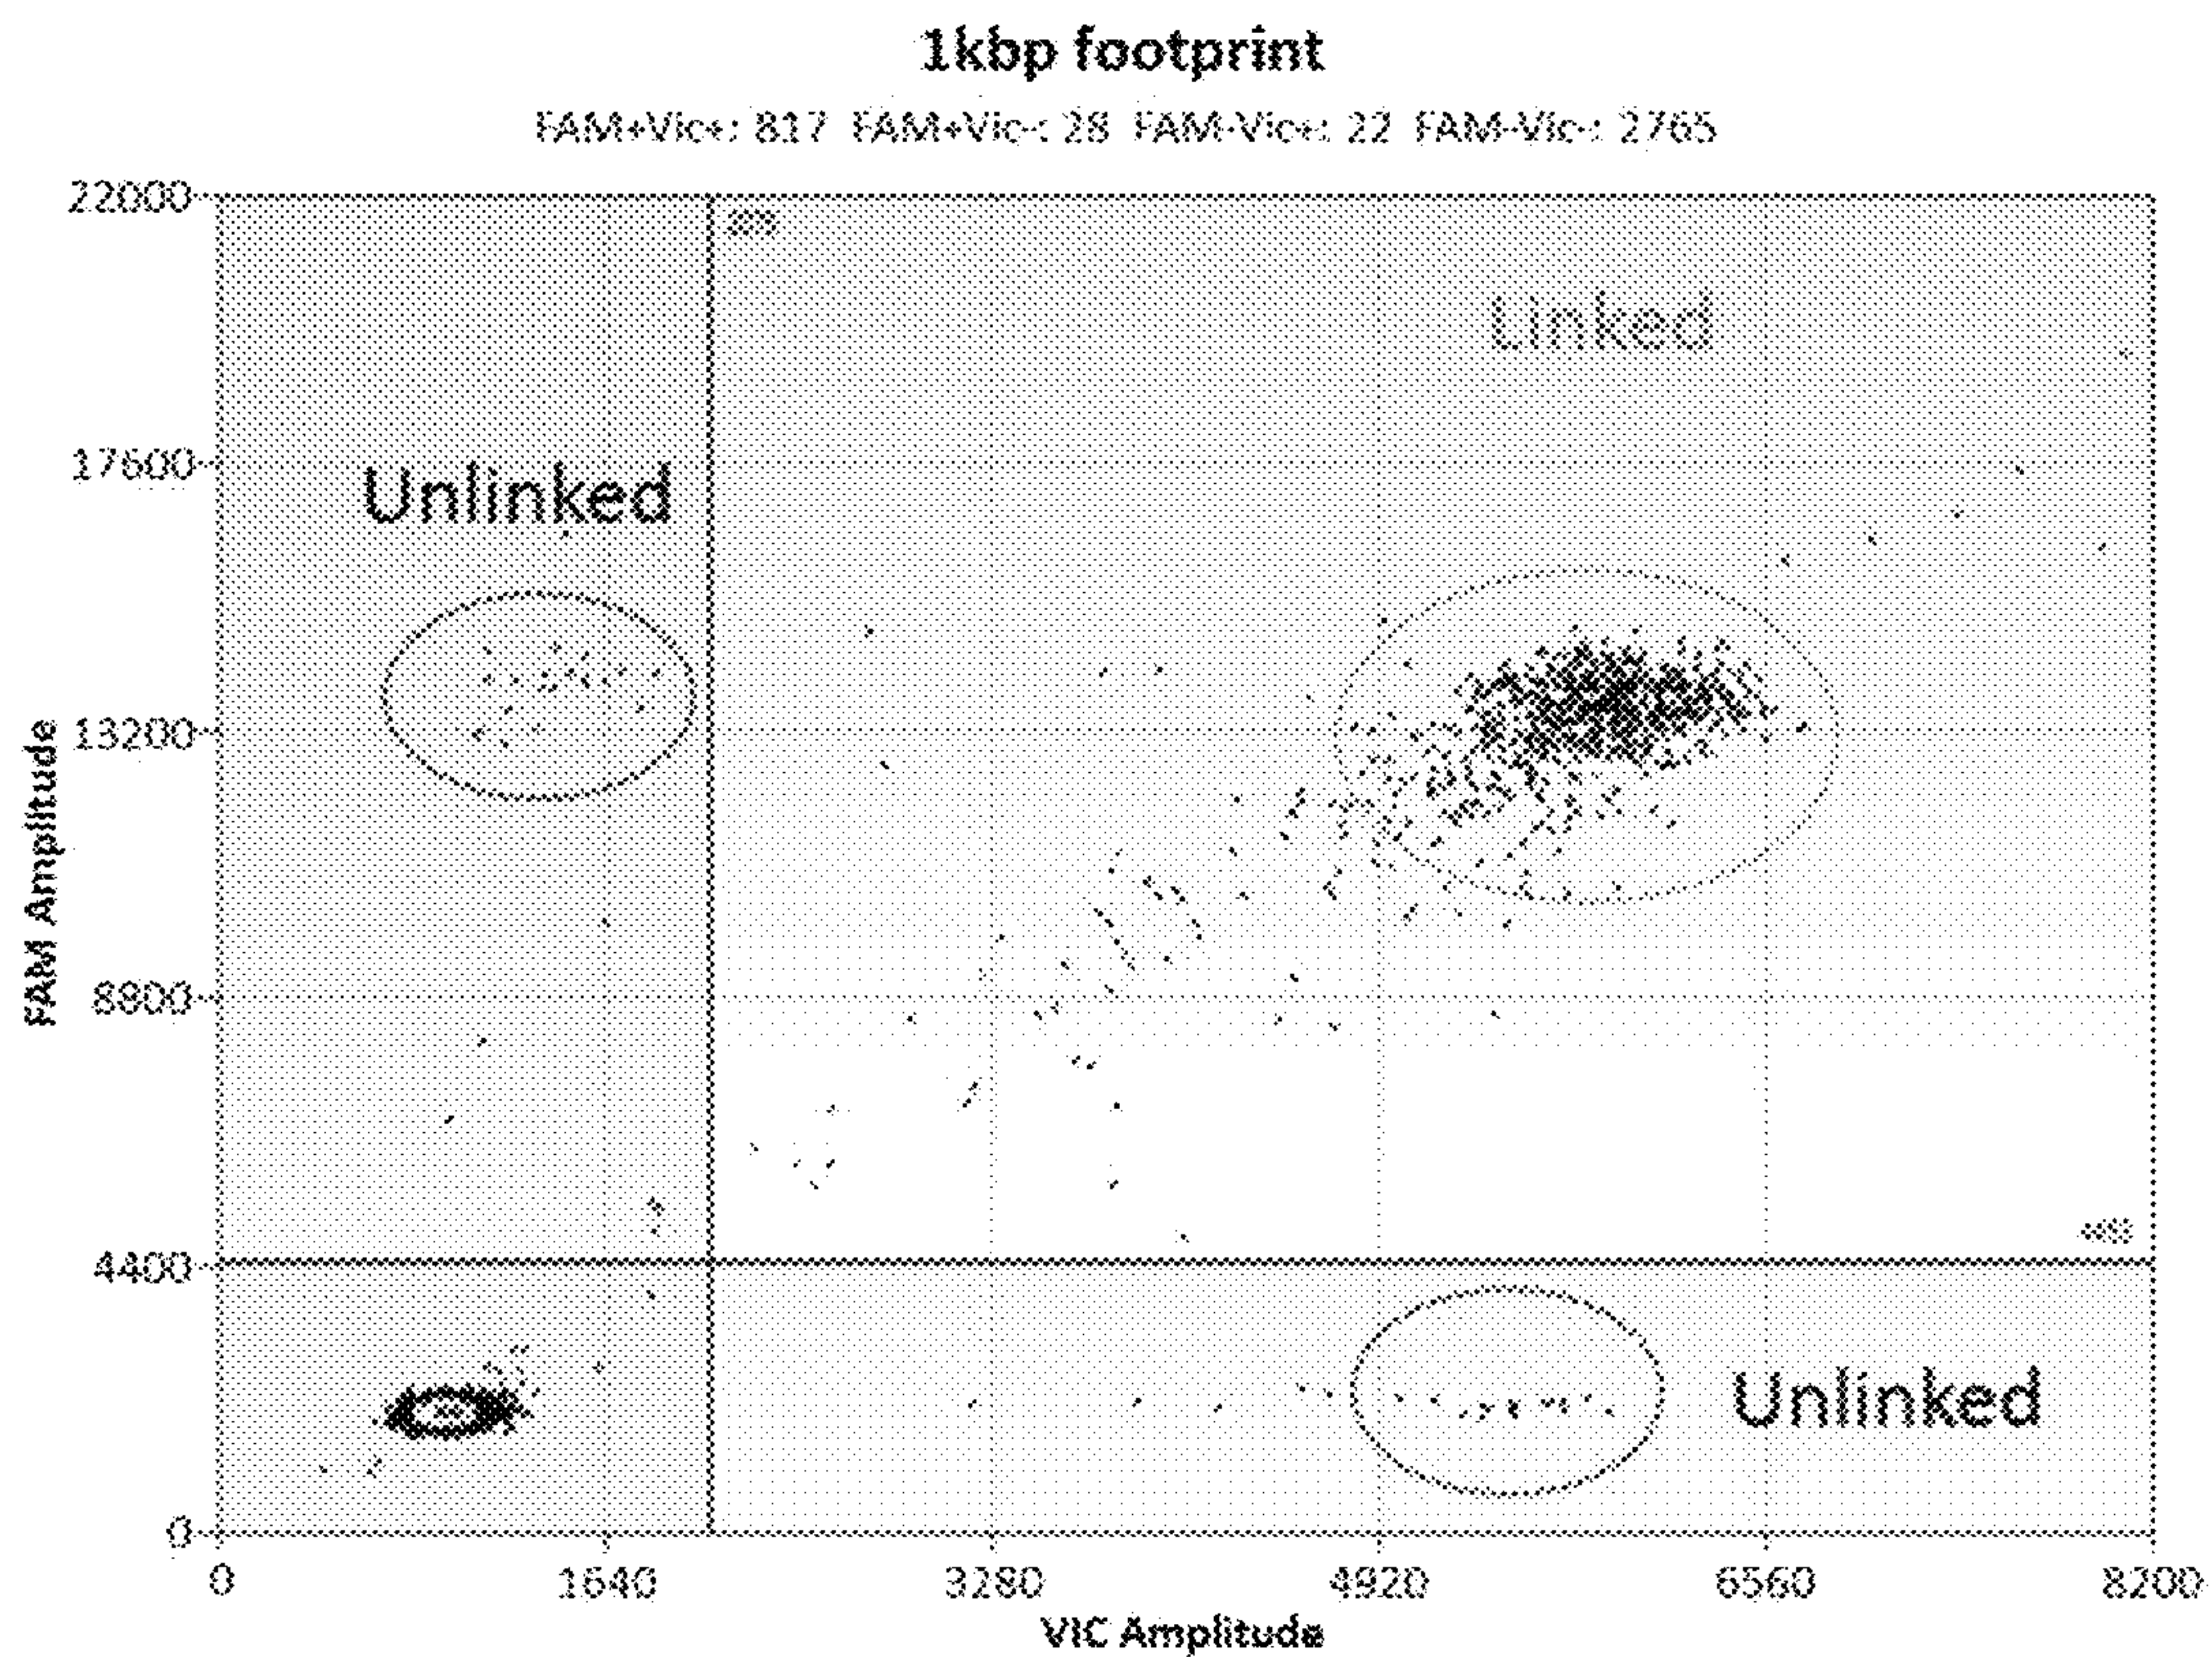 1kbp footprint
FAM+Vic+: 817 FAM+Vic-: 28 FAM-Vic+: 22 FAM-Vic-: 2765
22000
Linked
17600
Unlinked
13200
FAM Amplitude
8800
4400
Unlinked
0
0 1640 3280 4920 6560 8200
VIC Amplitude